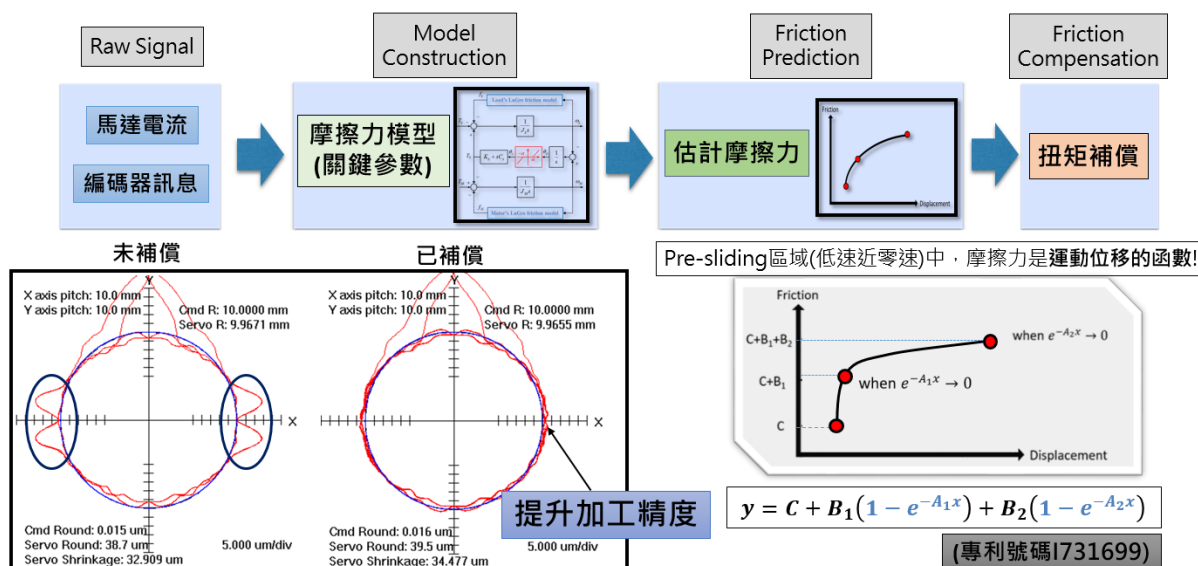 Raw Signal
Model
Construction
Friction
Prediction
Friction
Compensation
馬達電流
編碼器訊息
摩擦力模型
(關鍵參數)
Load's LuGre friction model
Motor's LuGre friction model
估計摩擦力
Friction
Displacement
扭矩補償
未補償
已補償
Y
X axis pitch: 10.0 mm
Y axis pitch: 10.0 mm
Cmd R: 10.0000 mm
Servo R: 9.9671 mm
X
Cmd Round: 0.015 um
Servo Round: 38.7 um
Servo Shrinkage: 32.909 um
5.000 um/div
Y
X axis pitch: 10.0 mm
Y axis pitch: 10.0 mm
Cmd R: 10.0000 mm
Servo R: 9.9655 mm
X
Cmd Round: 0.016 um
Servo Round: 39.5 um
Servo Shrinkage: 34.477 um
5.000 um/div
提升加工精度
Pre-sliding區域(低速近零速)中，摩擦力是運動位移的函數!
Friction
C+B₁+B₂
when e^{-A₂x} → 0
C+B₁
when e^{-A₁x} → 0
C
Displacement
y = C + B₁(1 − e^{-A₁x}) + B₂(1 − e^{-A₂x})
(專利號碼I731699)